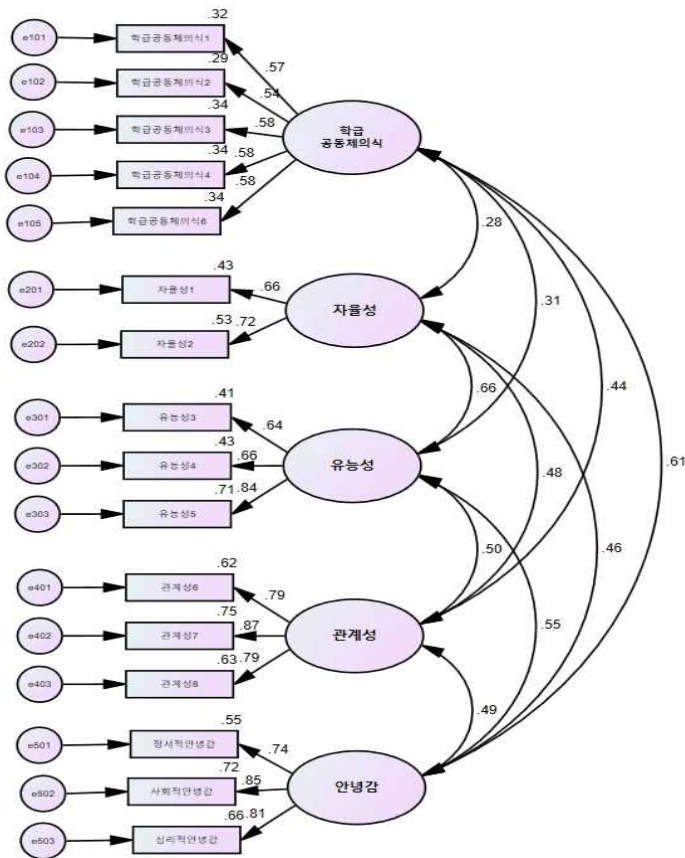 .32
e101
학급공동체의식1
.57
.29
e102
학급공동체의식2
.54
.34
e103
학급공동체의식3
.58
학급
공동체의식
.34
e104
학급공동체의식4
.58
.58
.34
e105
학급공동체의식6
.28
.43
e201
자율성1
.66
자율성
.31
.53
.72
e202
자율성2
.66
.44
.41
e301
유능성3
.64
.43
e302
유능성4
.66
유능성
.61
.48
.71
.84
e303
유능성5
.50
.46
.62
e401
관계성6
.79
.75
e402
관계성7
.87
관계성
.55
.63
.79
e403
관계성8
.49
.55
e501
정서적안녕감
.74
.72
e502
사회적안녕감
.85
안녕감
.66
.81
e503
심리적안녕감